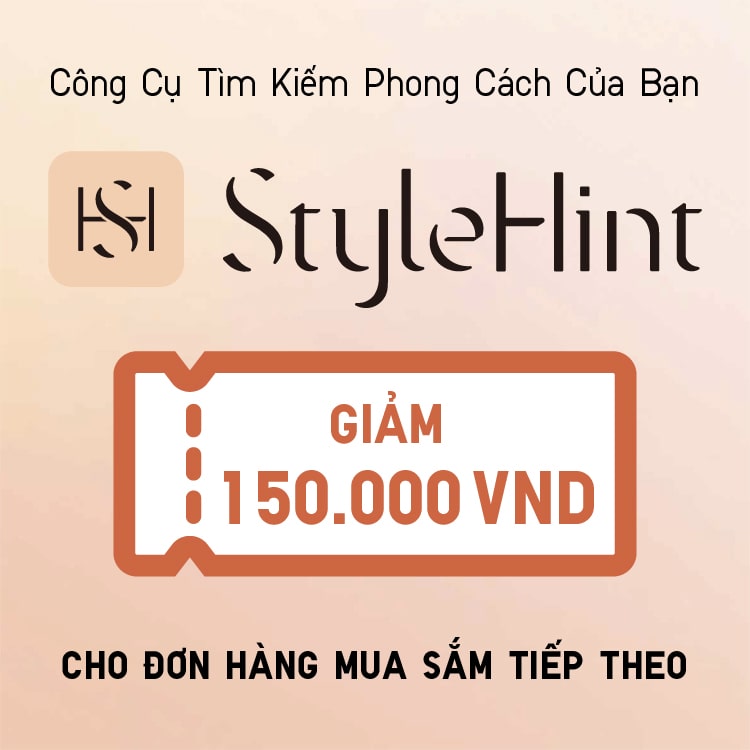 Công Cụ Tìm Kiếm Phong Cách Của Bạn
HSH StyleHint
GIẢM
150.000 VND
CHO ĐƠN HÀNG MUA SẮM TIẾP THEO